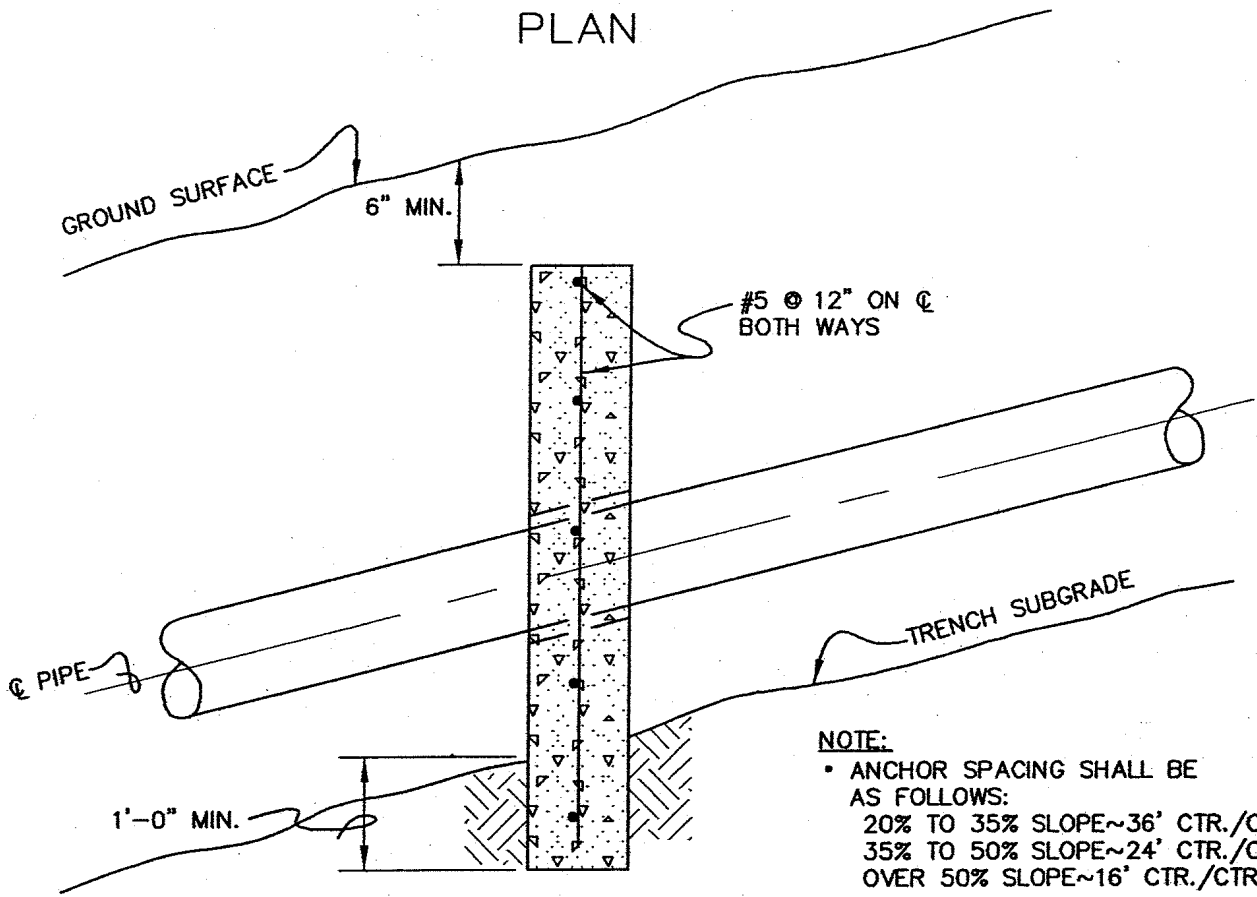 PLAN
GROUND SURFACE
6" MIN.
#5 @ 12" ON ℄
BOTH WAYS
℄ PIPE
TRENCH SUBGRADE
1'-0" MIN.
NOTE:
• ANCHOR SPACING SHALL BE
AS FOLLOWS:
20% TO 35% SLOPE~36' CTR./C
35% TO 50% SLOPE~24' CTR./C
OVER 50% SLOPE~16' CTR./CTR